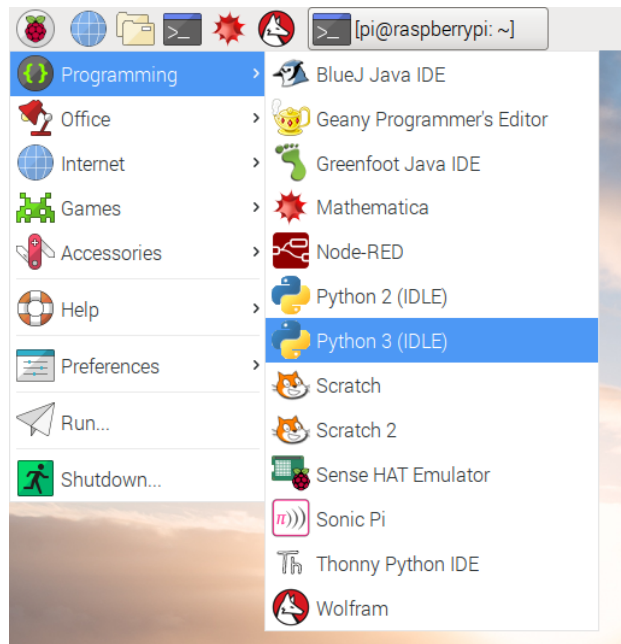 [pi@raspberrypi: ~]
Programming
Office
Internet
Games
Accessories
Help
Preferences
Run...
Shutdown...
BlueJ Java IDE
Geany Programmer's Editor
Greenfoot Java IDE
Mathematica
Node-RED
Python 2 (IDLE)
Python 3 (IDLE)
Scratch
Scratch 2
Sense HAT Emulator
π)))
Sonic Pi
Th
Thonny Python IDE
Wolfram